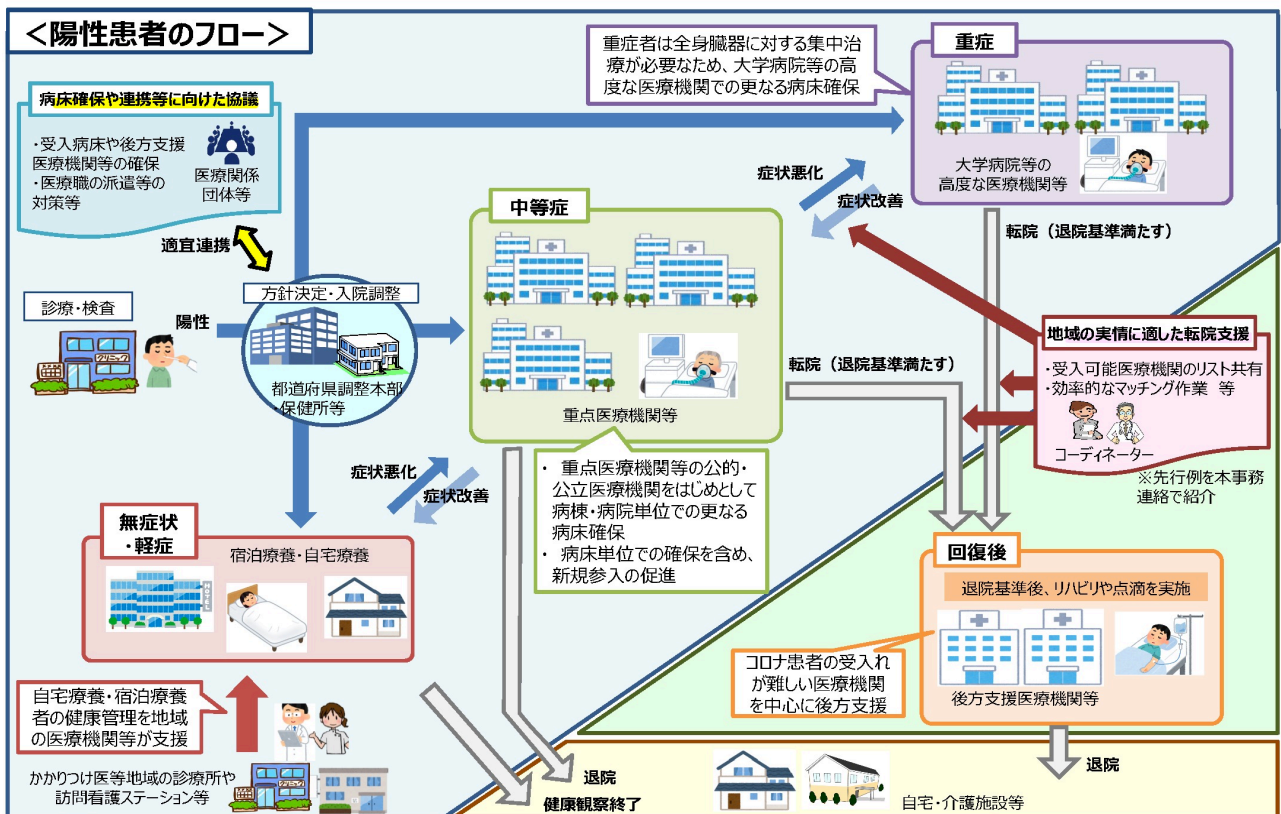 ＜陽性患者のフロー＞
病床確保や連携等に向けた協議
・受入病床や後方支援
医療機関等の確保
・医療職の派遣等の
対策等
医療関係
団体等
適宜連携
診療・検査
クリニック
陽性
方針決定・入院調整
都道府県調整本部
・保健所等
重症者は全身臓器に対する集中治
療が必要なため、大学病院等の高
度な医療機関での更なる病床確保
重症
大学病院等の
高度な医療機関等
症状悪化
症状改善
中等症
重点医療機関等
・ 重点医療機関等の公的・
公立医療機関をはじめとして
病棟・病院単位での更なる
病床確保
・ 病床単位での確保を含め、
新規参入の促進
転院（退院基準満たす）
転院（退院基準満たす）
地域の実情に適した転院支援
・受入可能医療機関のリスト共有
・効率的なマッチング作業 等
コーディネーター
※先行例を本事務
連絡で紹介
症状悪化
症状改善
無症状
・軽症
宿泊療養・自宅療養
HOTEL
自宅療養・宿泊療養
者の健康管理を地域
の医療機関等が支援
かかりつけ医等地域の診療所や
訪問看護ステーション等
クリニック
回復後
退院基準後、リハビリや点滴を実施
後方支援医療機関等
コロナ患者の受入れ
が難しい医療機関
を中心に後方支援
退院
健康観察終了
退院
自宅・介護施設等